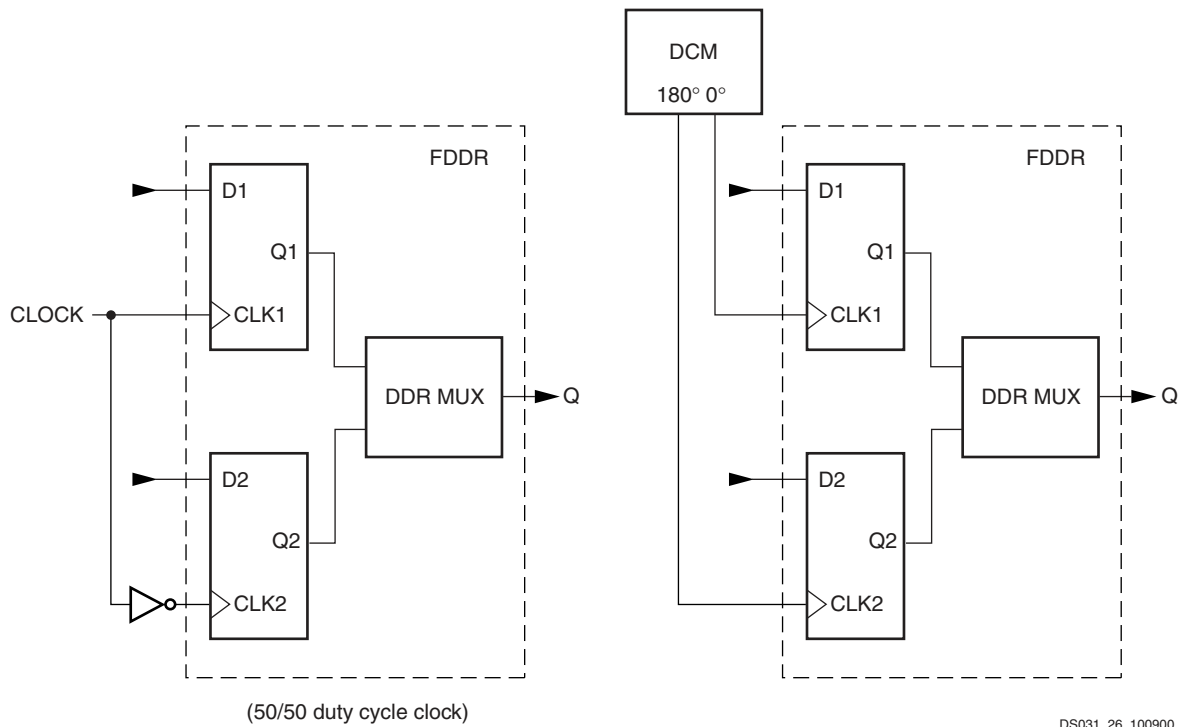 DCM
180° 0°
FDDR
D1
Q1
CLOCK
CLK1
DDR MUX
Q
D2
Q2
CLK2
(50/50 duty cycle clock)
FDDR
D1
Q1
CLK1
DDR MUX
Q
D2
Q2
CLK2
DS031_26_100900